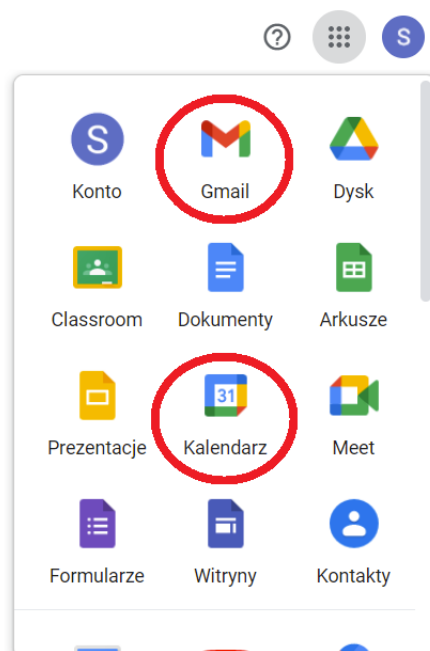 S
S
Konto Gmail Dysk
Classroom Dokumenty Arkusze
31
Prezentacje Kalendarz Meet
Formularze Witryny Kontakty